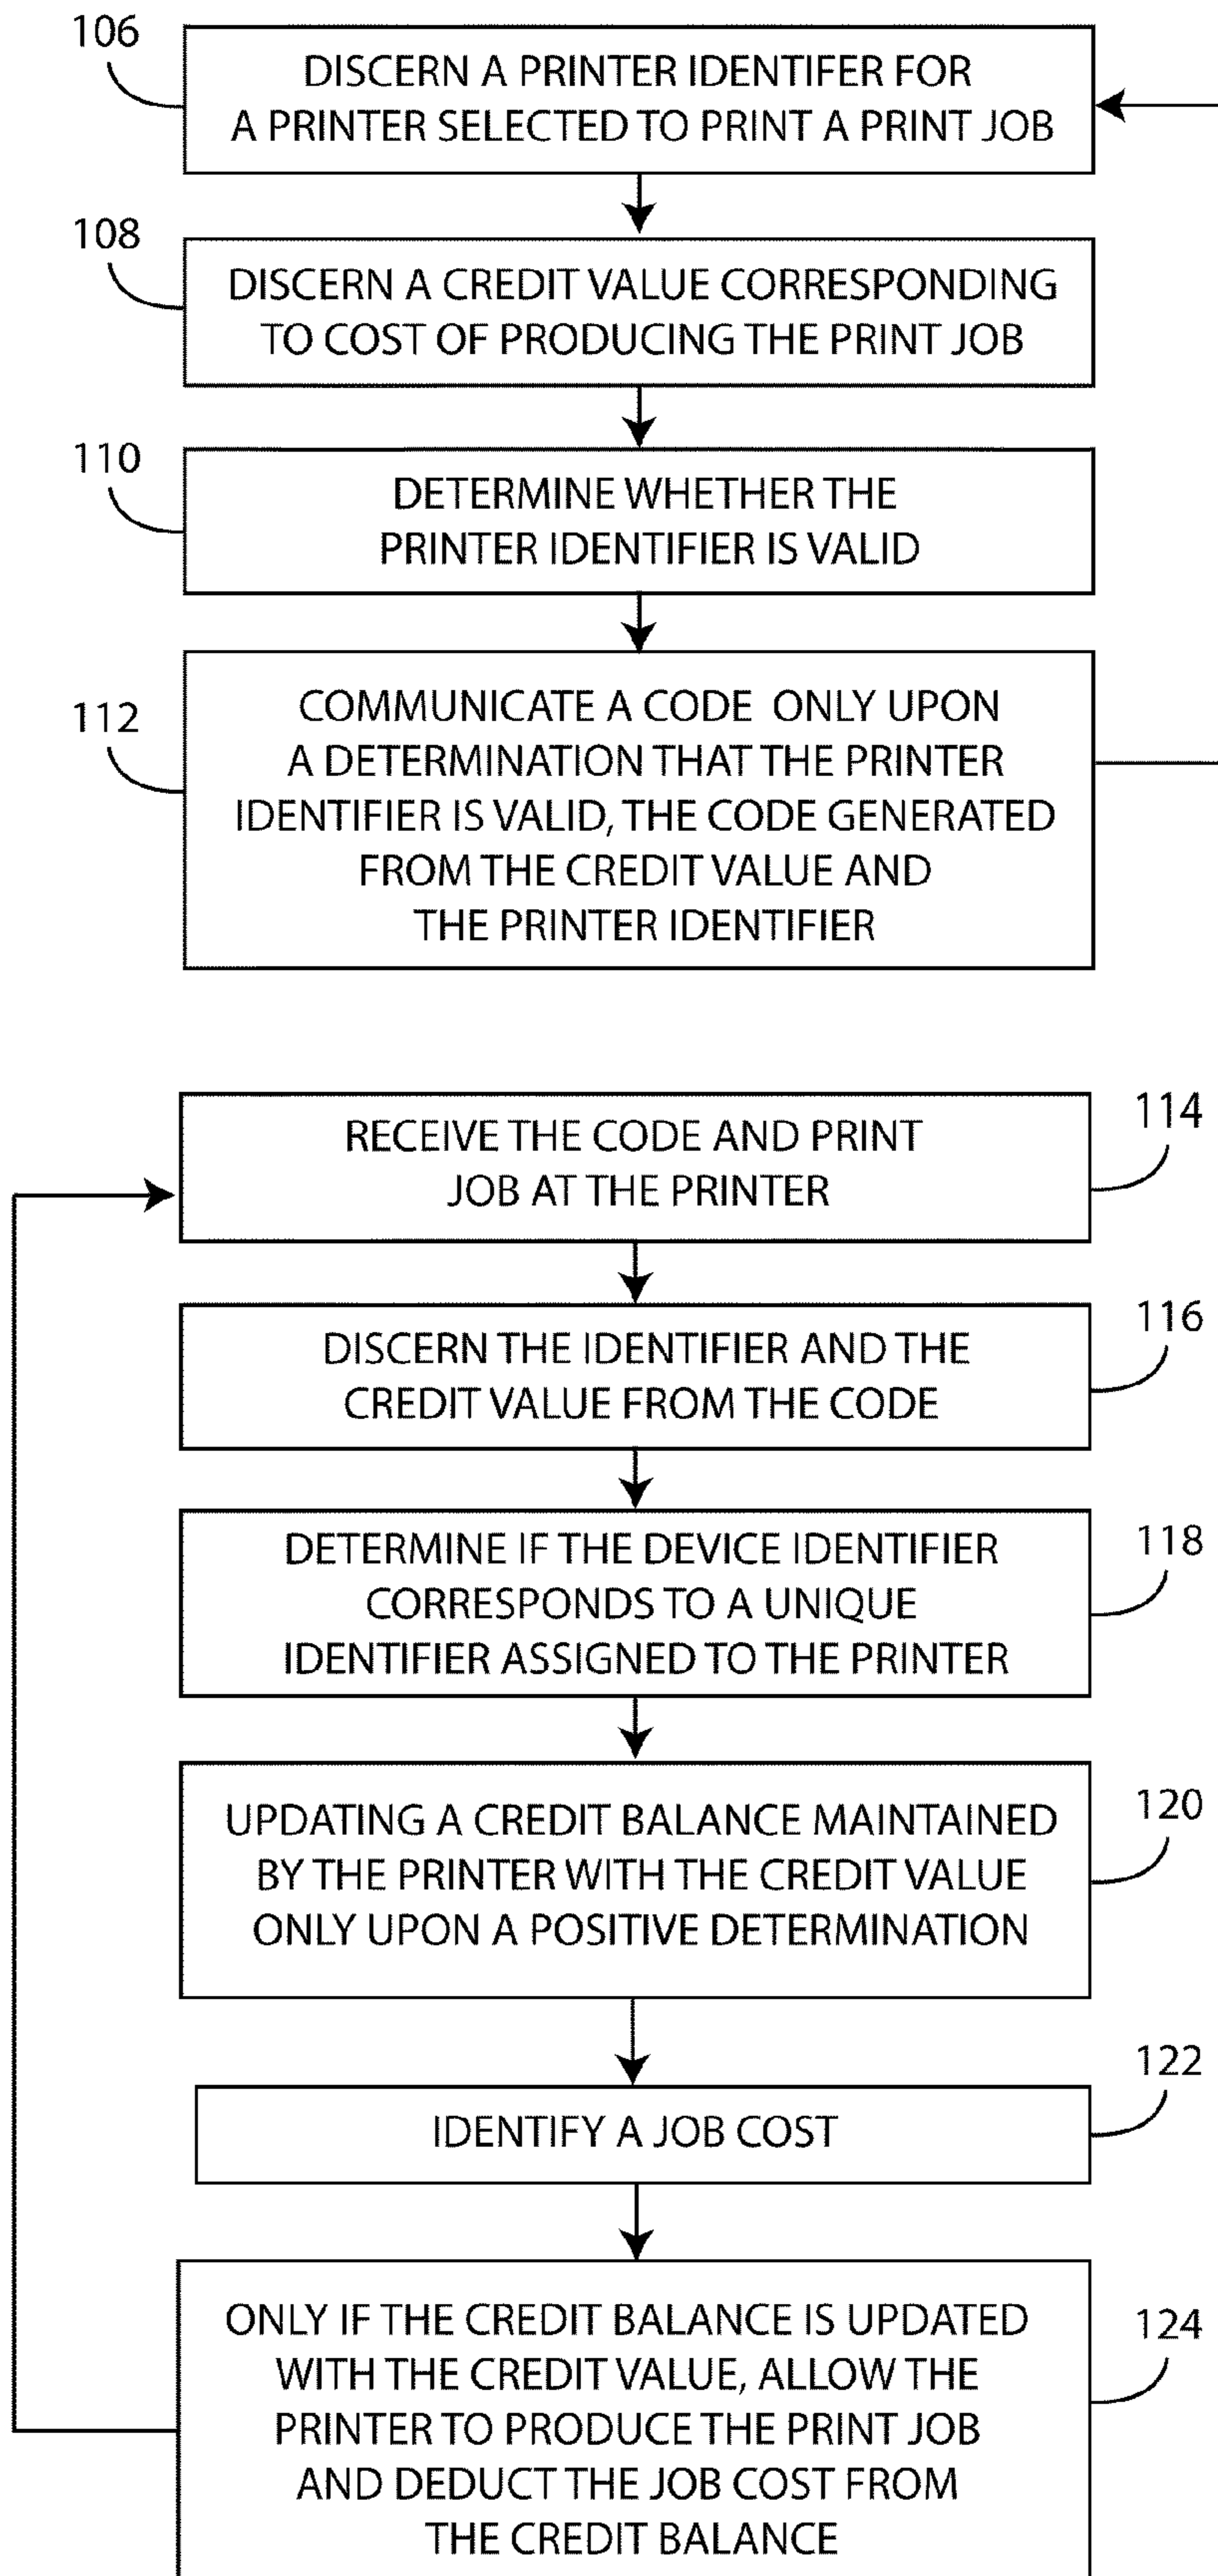 106
DISCERN A PRINTER IDENTIFER FOR
A PRINTER SELECTED TO PRINT A PRINT JOB
108
DISCERN A CREDIT VALUE CORRESPONDING
TO COST OF PRODUCING THE PRINT JOB
110
DETERMINE WHETHER THE
PRINTER IDENTIFIER IS VALID
112
COMMUNICATE A CODE ONLY UPON
A DETERMINATION THAT THE PRINTER
IDENTIFIER IS VALID, THE CODE GENERATED
FROM THE CREDIT VALUE AND
THE PRINTER IDENTIFIER
114
RECEIVE THE CODE AND PRINT
JOB AT THE PRINTER
116
DISCERN THE IDENTIFIER AND THE
CREDIT VALUE FROM THE CODE
118
DETERMINE IF THE DEVICE IDENTIFIER
CORRESPONDS TO A UNIQUE
IDENTIFIER ASSIGNED TO THE PRINTER
120
UPDATING A CREDIT BALANCE MAINTAINED
BY THE PRINTER WITH THE CREDIT VALUE
ONLY UPON A POSITIVE DETERMINATION
122
IDENTIFY A JOB COST
124
ONLY IF THE CREDIT BALANCE IS UPDATED
WITH THE CREDIT VALUE, ALLOW THE
PRINTER TO PRODUCE THE PRINT JOB
AND DEDUCT THE JOB COST FROM
THE CREDIT BALANCE